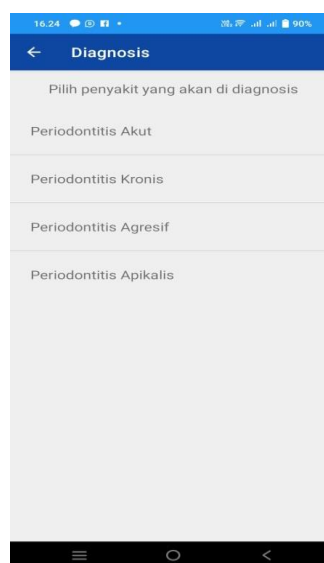 16.24 90%
Diagnosis
Pilih penyakit yang akan di diagnosis
Periodontitis Akut
Periodontitis Kronis
Periodontitis Agresif
Periodontitis Apikalis